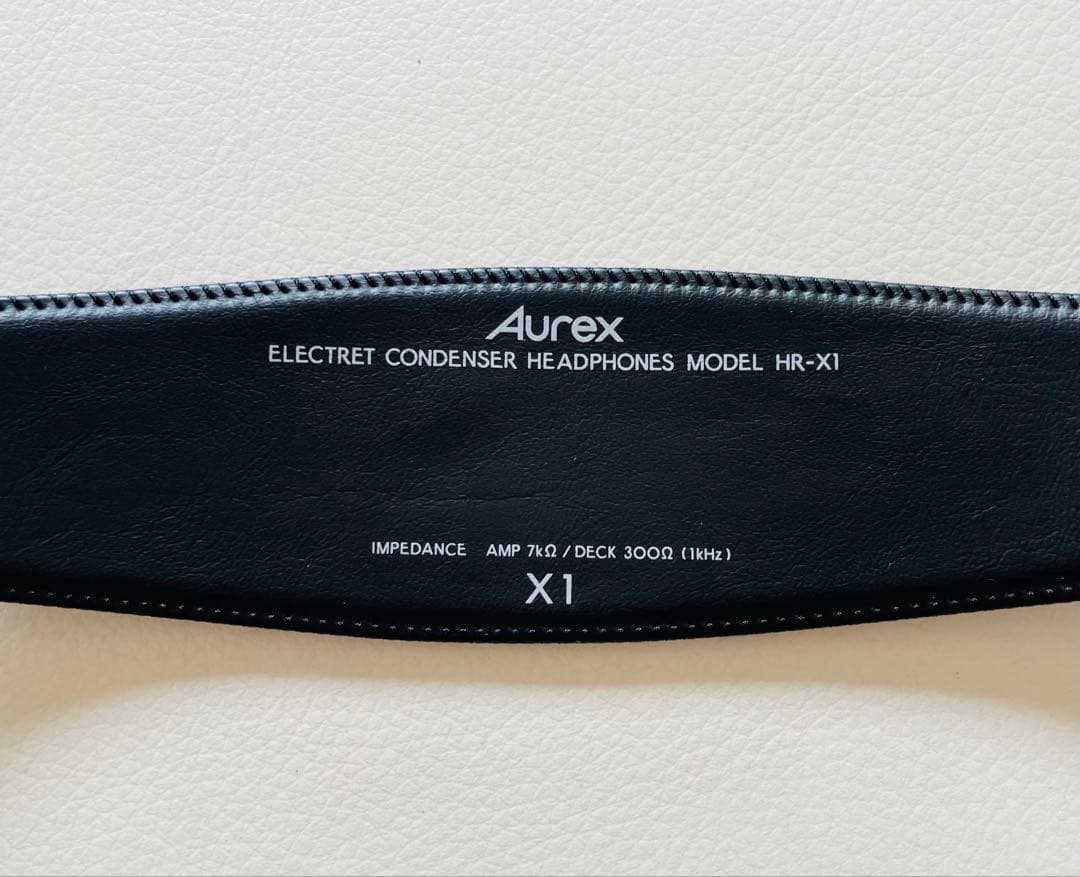 Aurex
ELECTRET CONDENSER HEADPHONES MODEL HR-X1
IMPEDANCE AMP 7kΩ / DECK 300Ω (1kHz)
X1